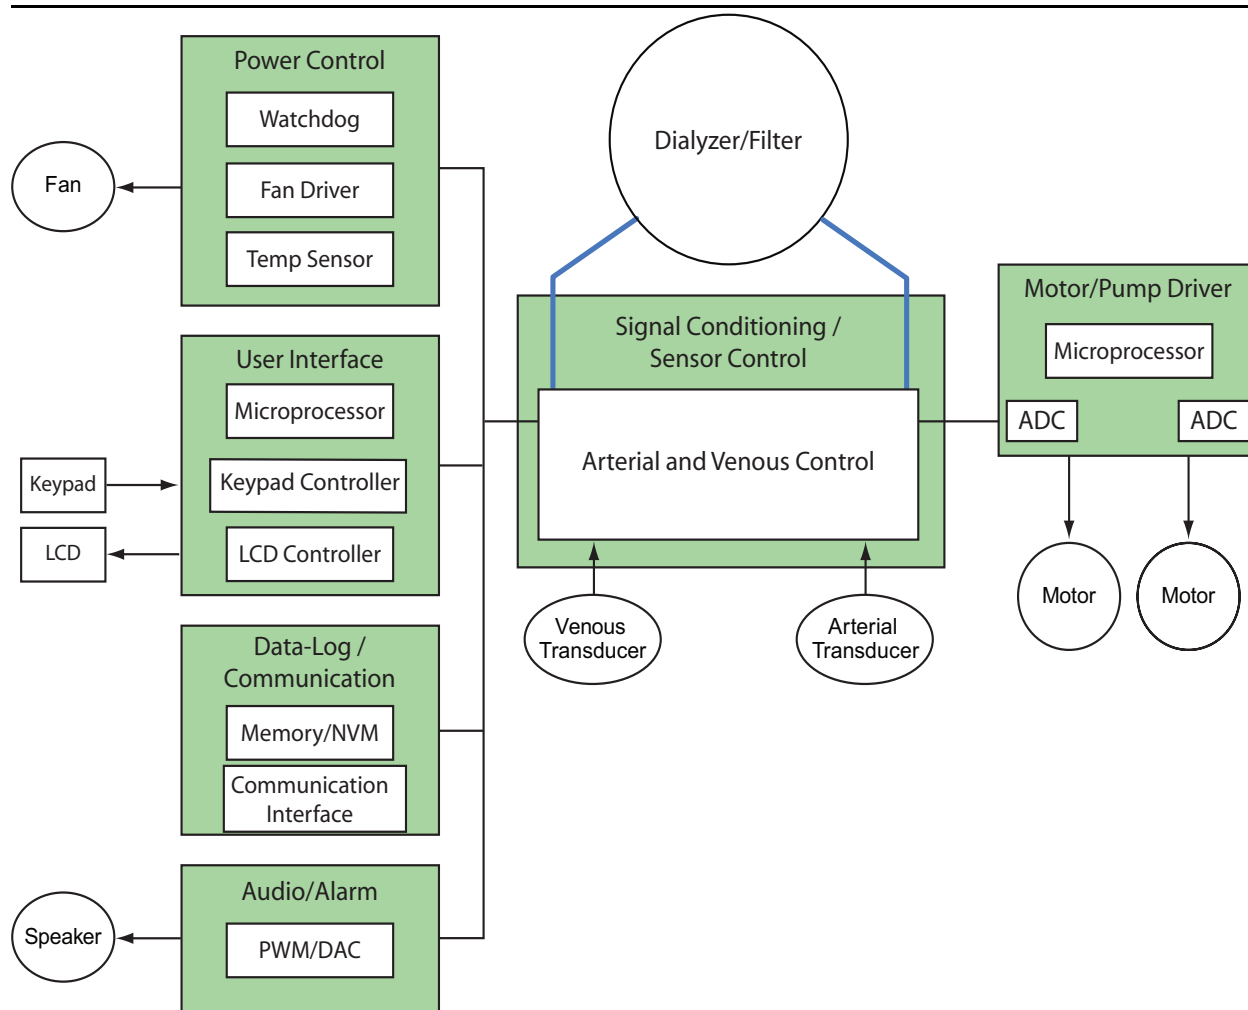 Power Control
Watchdog
Fan Driver
Temp Sensor
Fan
Dialyzer/Filter
User Interface
Microprocessor
Keypad Controller
LCD Controller
Keypad
LCD
Signal Conditioning /
Sensor Control
Arterial and Venous Control
Venous
Transducer
Arterial
Transducer
Motor/Pump Driver
Microprocessor
ADC
ADC
Motor
Motor
Data-Log /
Communication
Memory/NVM
Communication
Interface
Audio/Alarm
PWM/DAC
Speaker